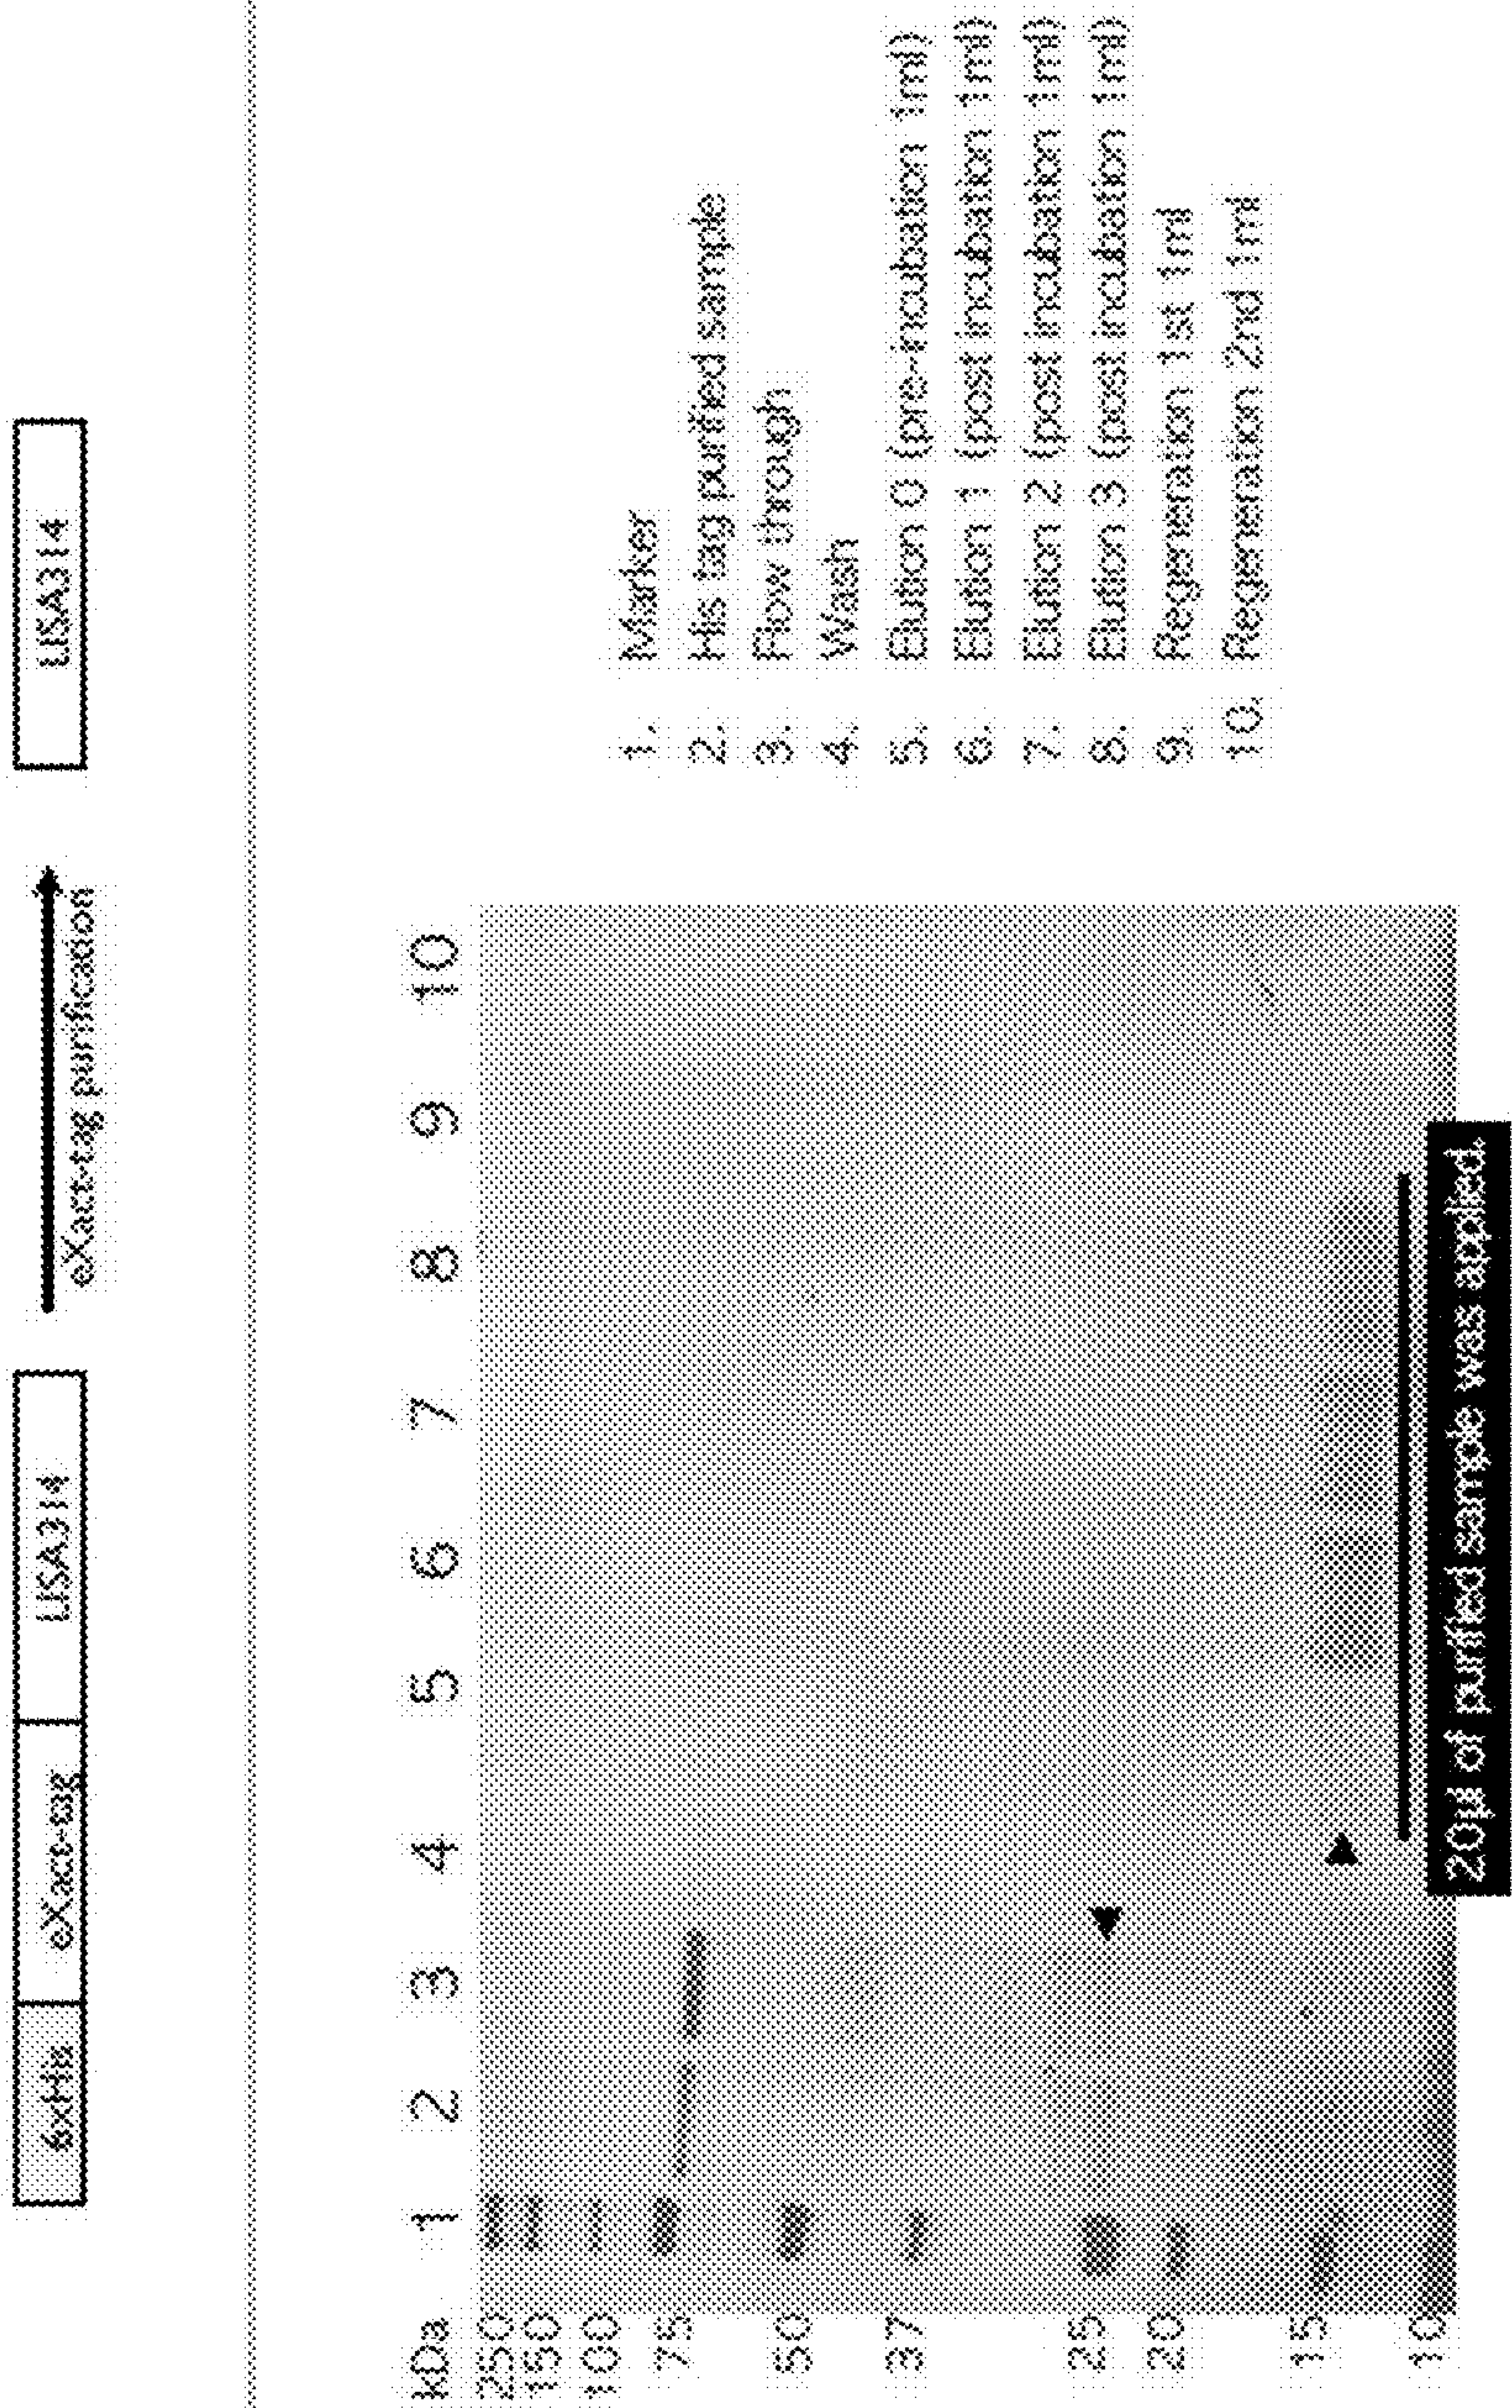 6xHis eXact-tag LISA314
eXact-tag purification
LISA314
kDa 1 2 3 4 5 6 7 8 9 10
250
150
100
75
50
37
25
20
15
10
20µl of purified sample was applied.
1. Marker
2. His tag purified sample
3. Flow through
4. Wash
5. Elution 0 (pre-incubation 1ml)
6. Elution 1 (post incubation 1ml)
7. Elution 2 (post incubation 1ml)
8. Elution 3 (post incubation 1ml)
9. Regeneration 1st 1ml
10. Regeneration 2nd 1ml